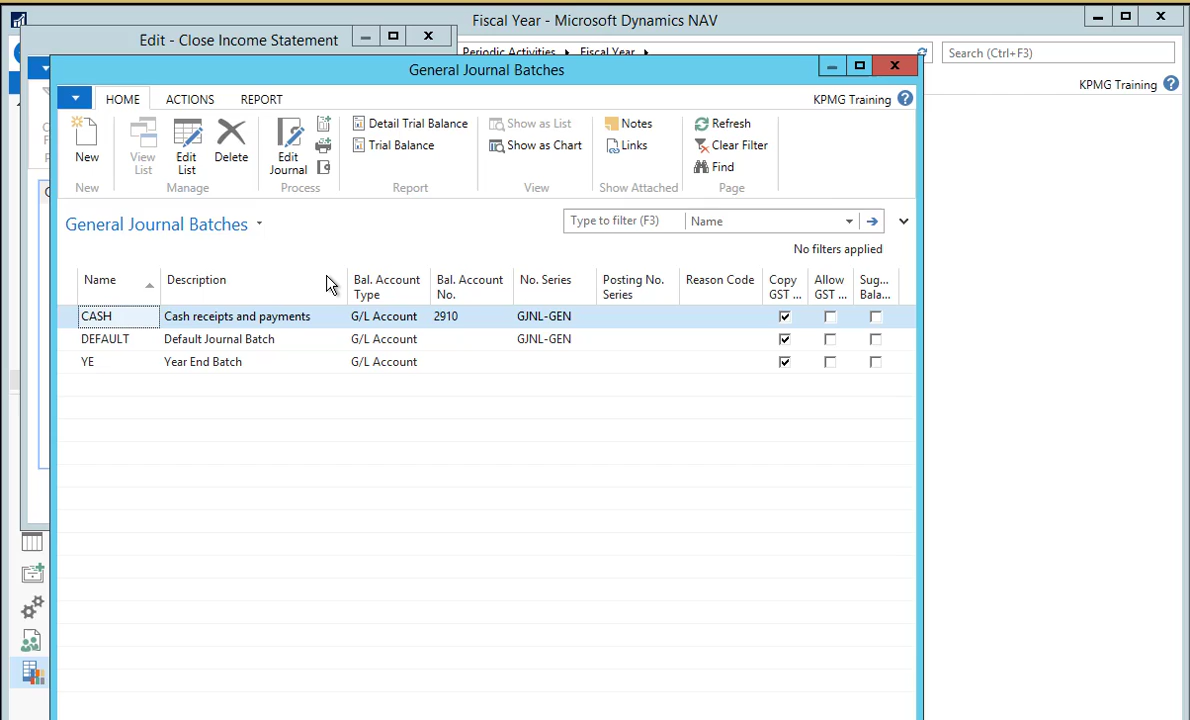 Fiscal Year - Microsoft Dynamics NAV
Edit - Close Income Statement
Periodic Activities Fiscal Year
Search (Ctrl+F3)
KPMG Training
General Journal Batches
HOME ACTIONS REPORT
KPMG Training
New
View List
Edit List
Delete
Edit Journal
Detail Trial Balance
Trial Balance
Show as List
Show as Chart
Notes
Links
Refresh
Clear Filter
Find
New Manage Process Report View Show Attached Page
General Journal Batches
Type to filter (F3) Name
No filters applied
Name Description Bal. Account Type Bal. Account No. No. Series Posting No. Series Reason Code Copy GST ... Allow GST ... Sug... Bala...
CASH Cash receipts and payments G/L Account 2910 GJNL-GEN
DEFAULT Default Journal Batch G/L Account GJNL-GEN
YE Year End Batch G/L Account